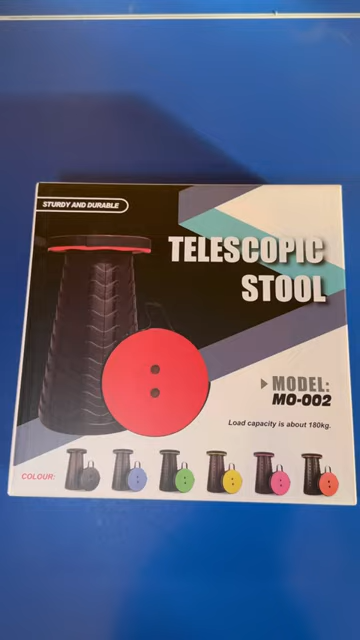 STURDY AND DURABLE
TELESCOPIC
STOOL
MODEL:
MO-002
Load capacity is about 180kg.
COLOUR: